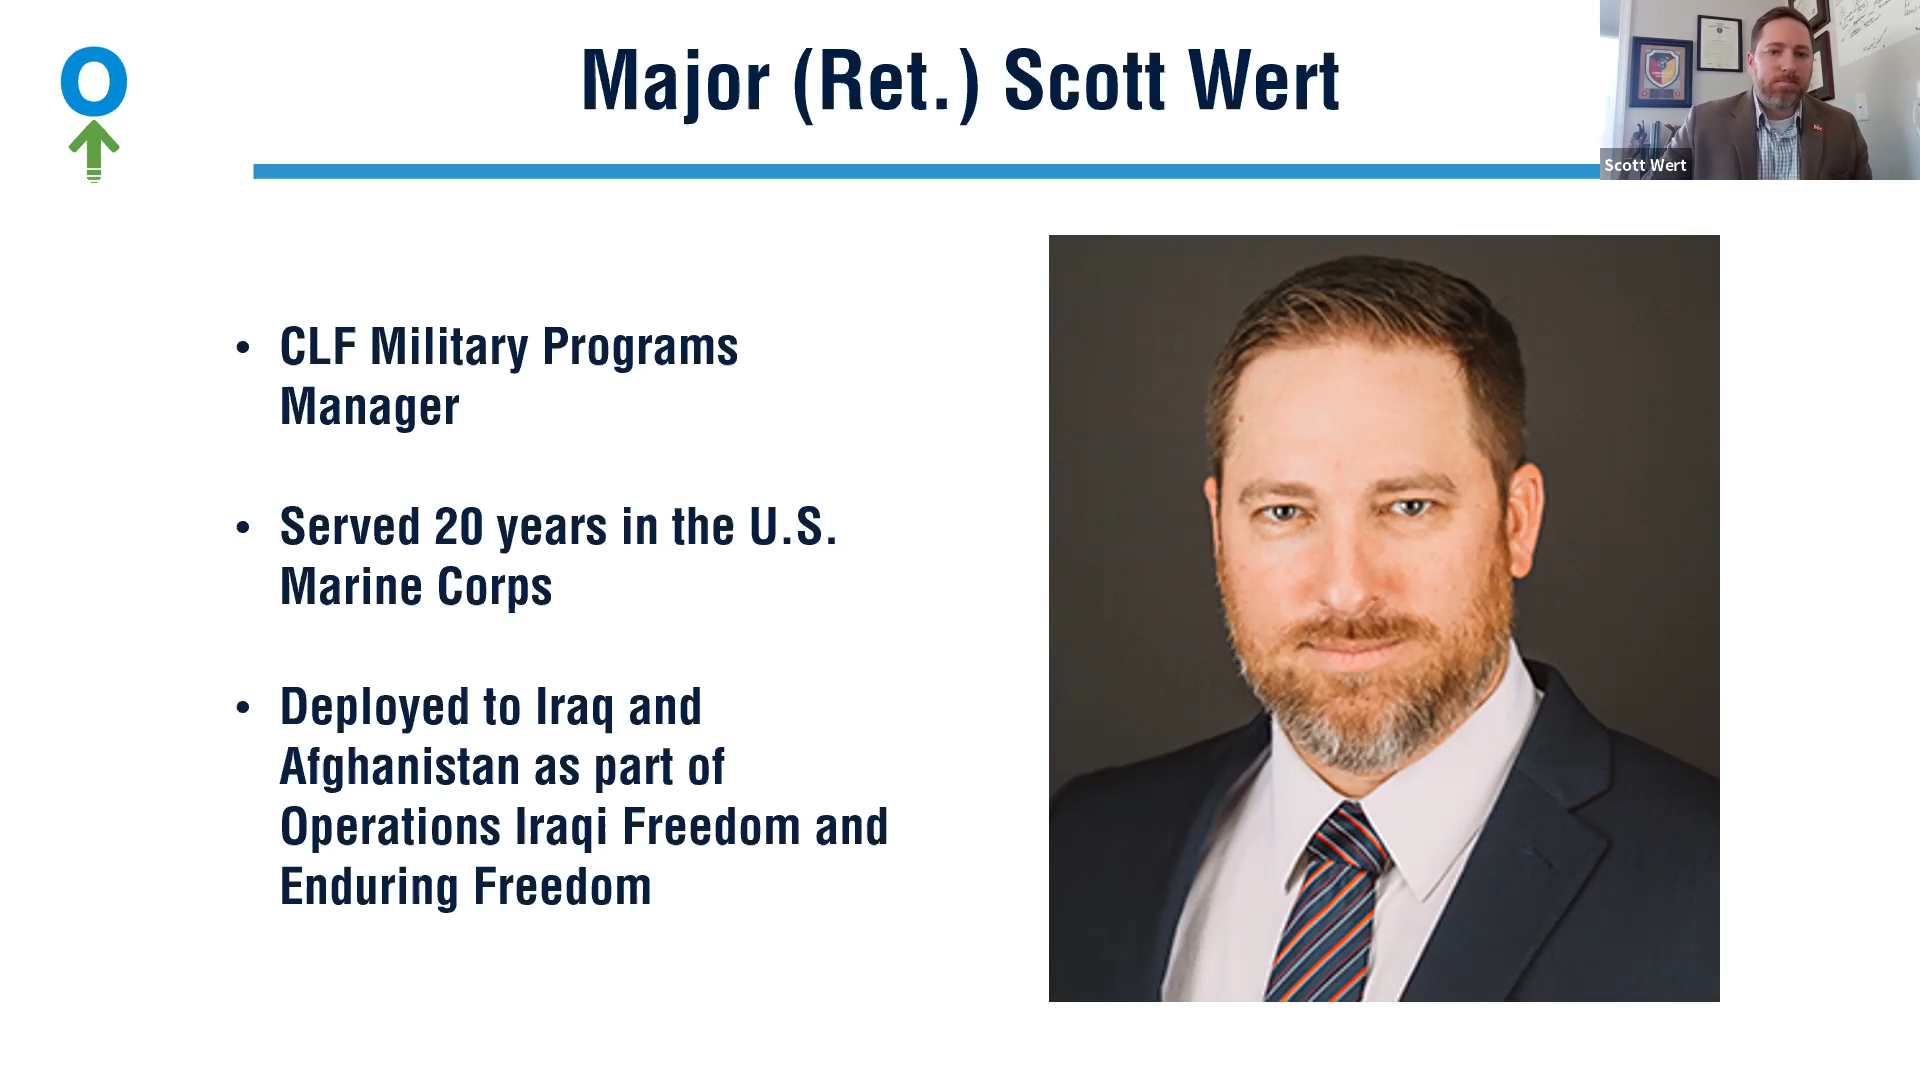 Major (Ret.) Scott Wert
Scott Wert
• CLF Military Programs
Manager
• Served 20 years in the U.S.
Marine Corps
• Deployed to Iraq and
Afghanistan as part of
Operations Iraqi Freedom and
Enduring Freedom